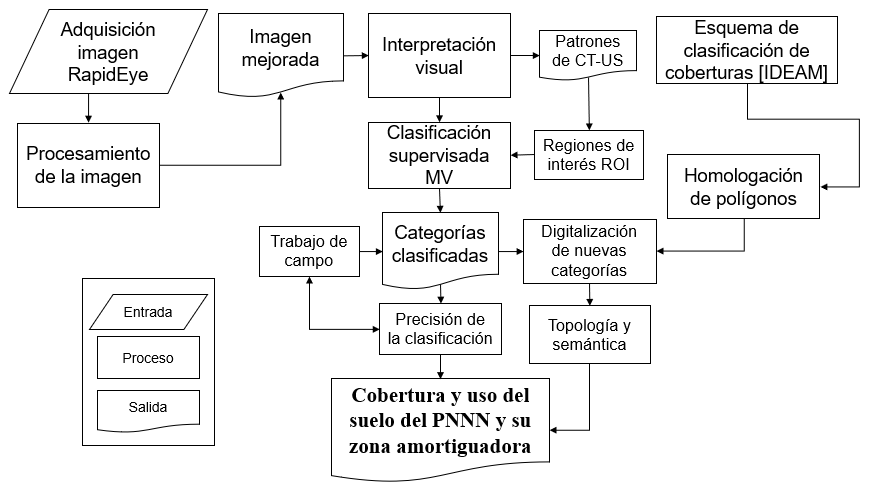 Adquisición
imagen
RapidEye
Imagen
mejorada
Interpretación
visual
Patrones
de CT-US
Esquema de
clasificación de
coberturas [IDEAM]
Procesamiento
de la imagen
Clasificación
supervisada
MV
Regiones de
interés ROI
Homologación
de polígonos
Trabajo de
campo
Categorías
clasificadas
Digitalización
de nuevas
categorías
Precisión de
la clasificación
Topología y
semántica
Entrada
Proceso
Salida
Cobertura y uso del
suelo del PNNN y su
zona amortiguadora